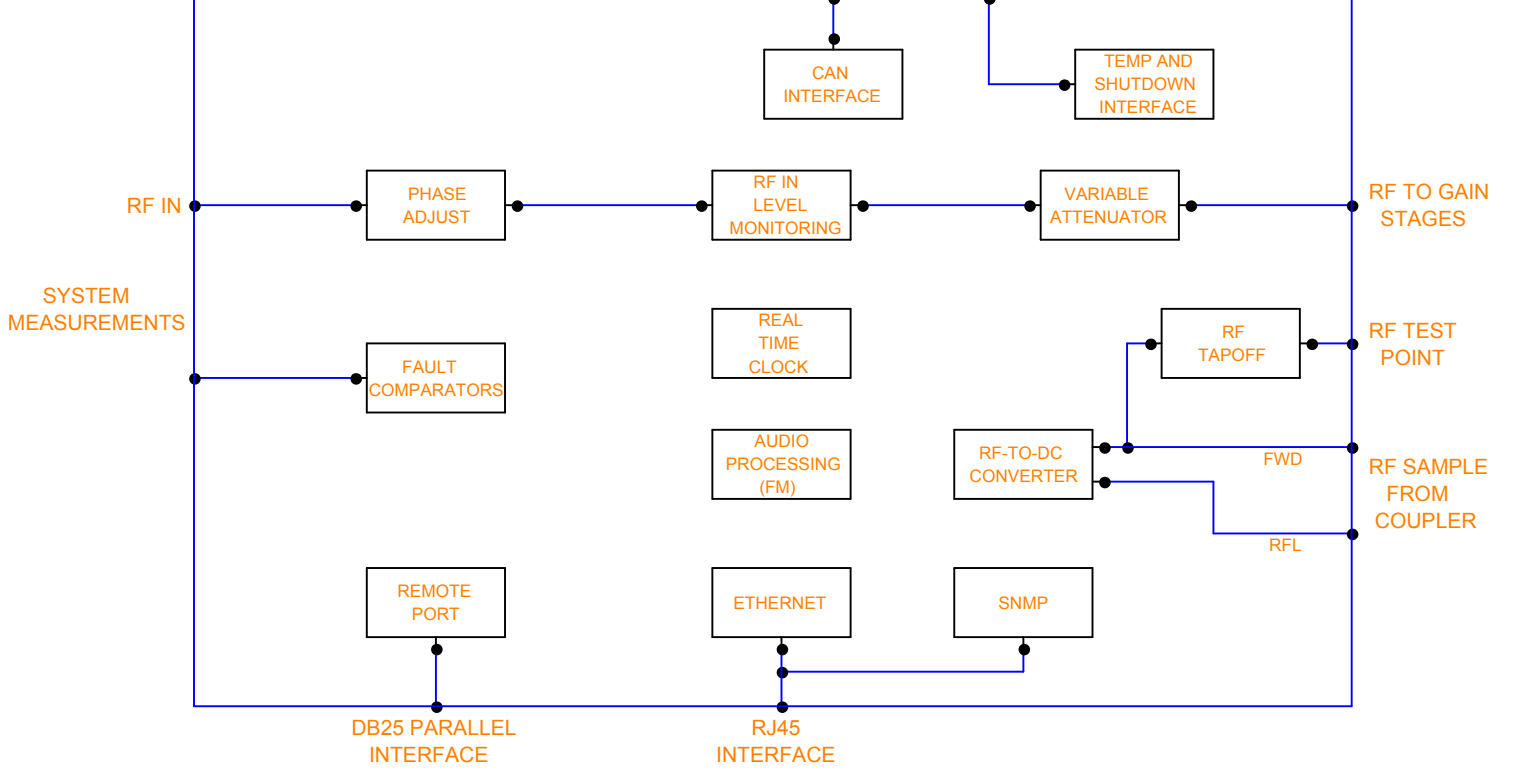 CAN
INTERFACE
TEMP AND
SHUTDOWN
INTERFACE
RF IN
PHASE
ADJUST
RF IN
LEVEL
MONITORING
VARIABLE
ATTENUATOR
RF TO GAIN
STAGES
SYSTEM
MEASUREMENTS
FAULT
COMPARATORS
REAL
TIME
CLOCK
RF
TAPOFF
RF TEST
POINT
AUDIO
PROCESSING
(FM)
RF-TO-DC
CONVERTER
FWD
RFL
RF SAMPLE
FROM
COUPLER
REMOTE
PORT
ETHERNET
SNMP
DB25 PARALLEL
INTERFACE
RJ45
INTERFACE